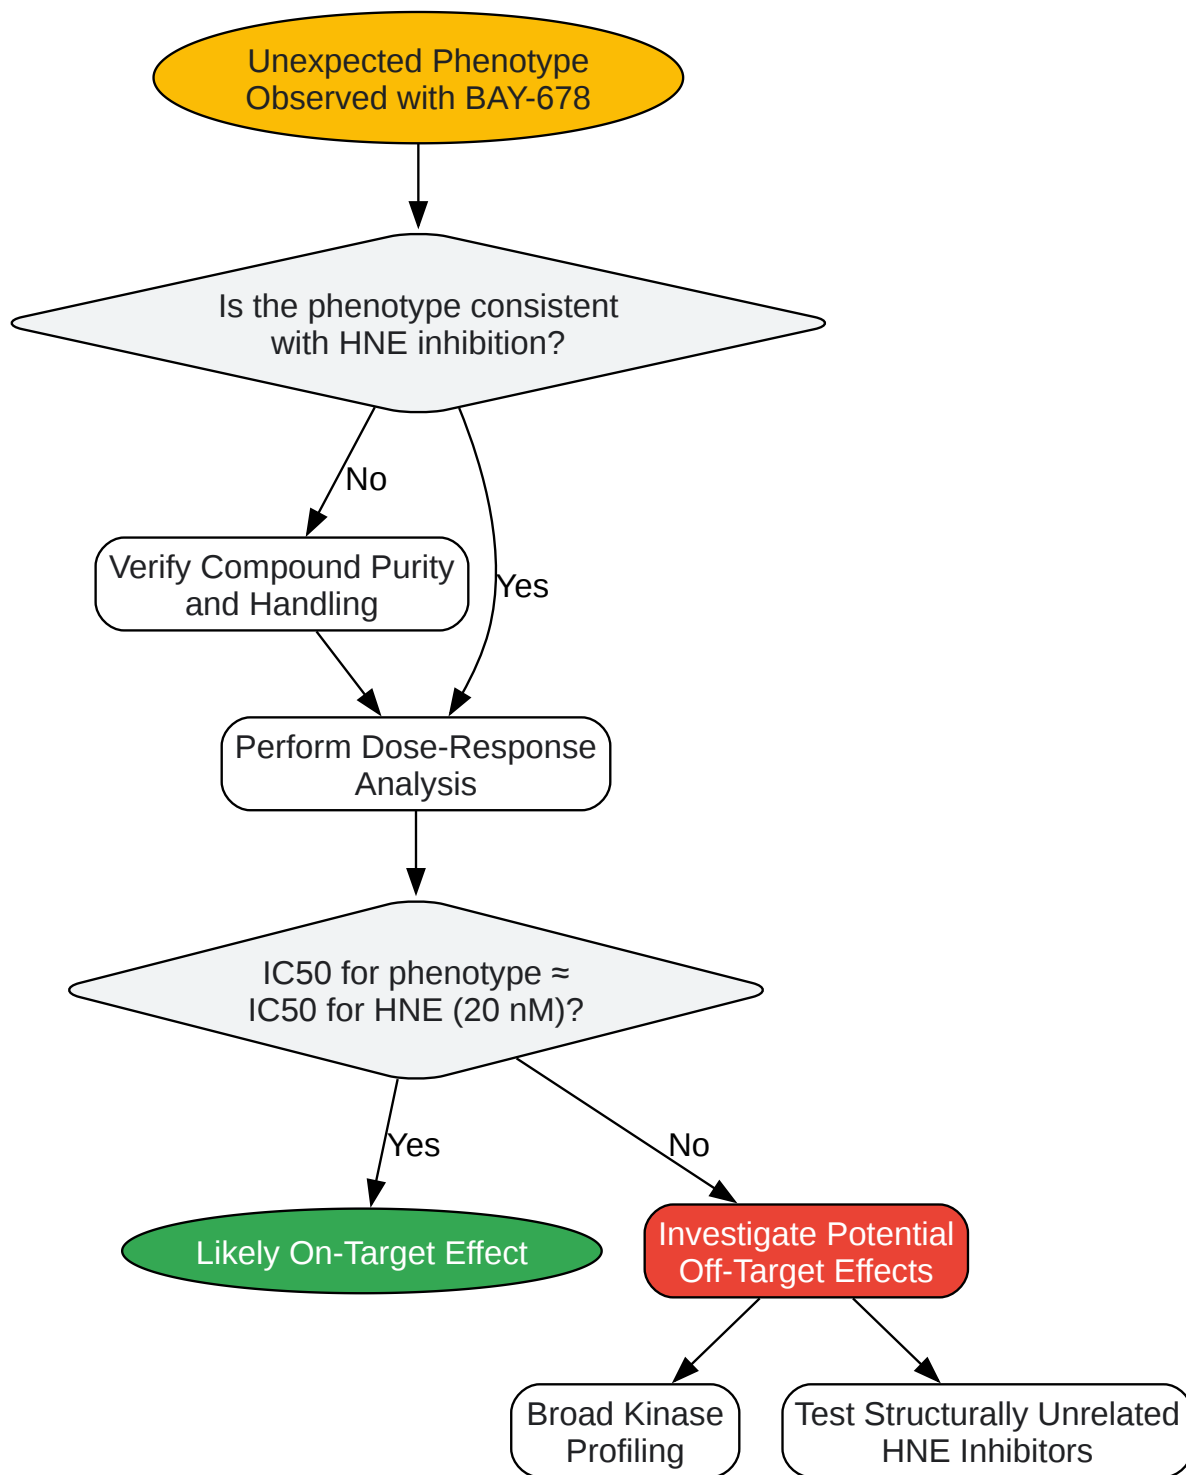 Unexpected Phenotype
Observed with BAY-678
Is the phenotype consistent
with HNE inhibition?
No
Verify Compound Purity
and Handling
Yes
Perform Dose-Response
Analysis
IC50 for phenotype ≈
IC50 for HNE (20 nM)?
Yes
No
Likely On-Target Effect
Investigate Potential
Off-Target Effects
Broad Kinase
Profiling
Test Structurally Unrelated
HNE Inhibitors